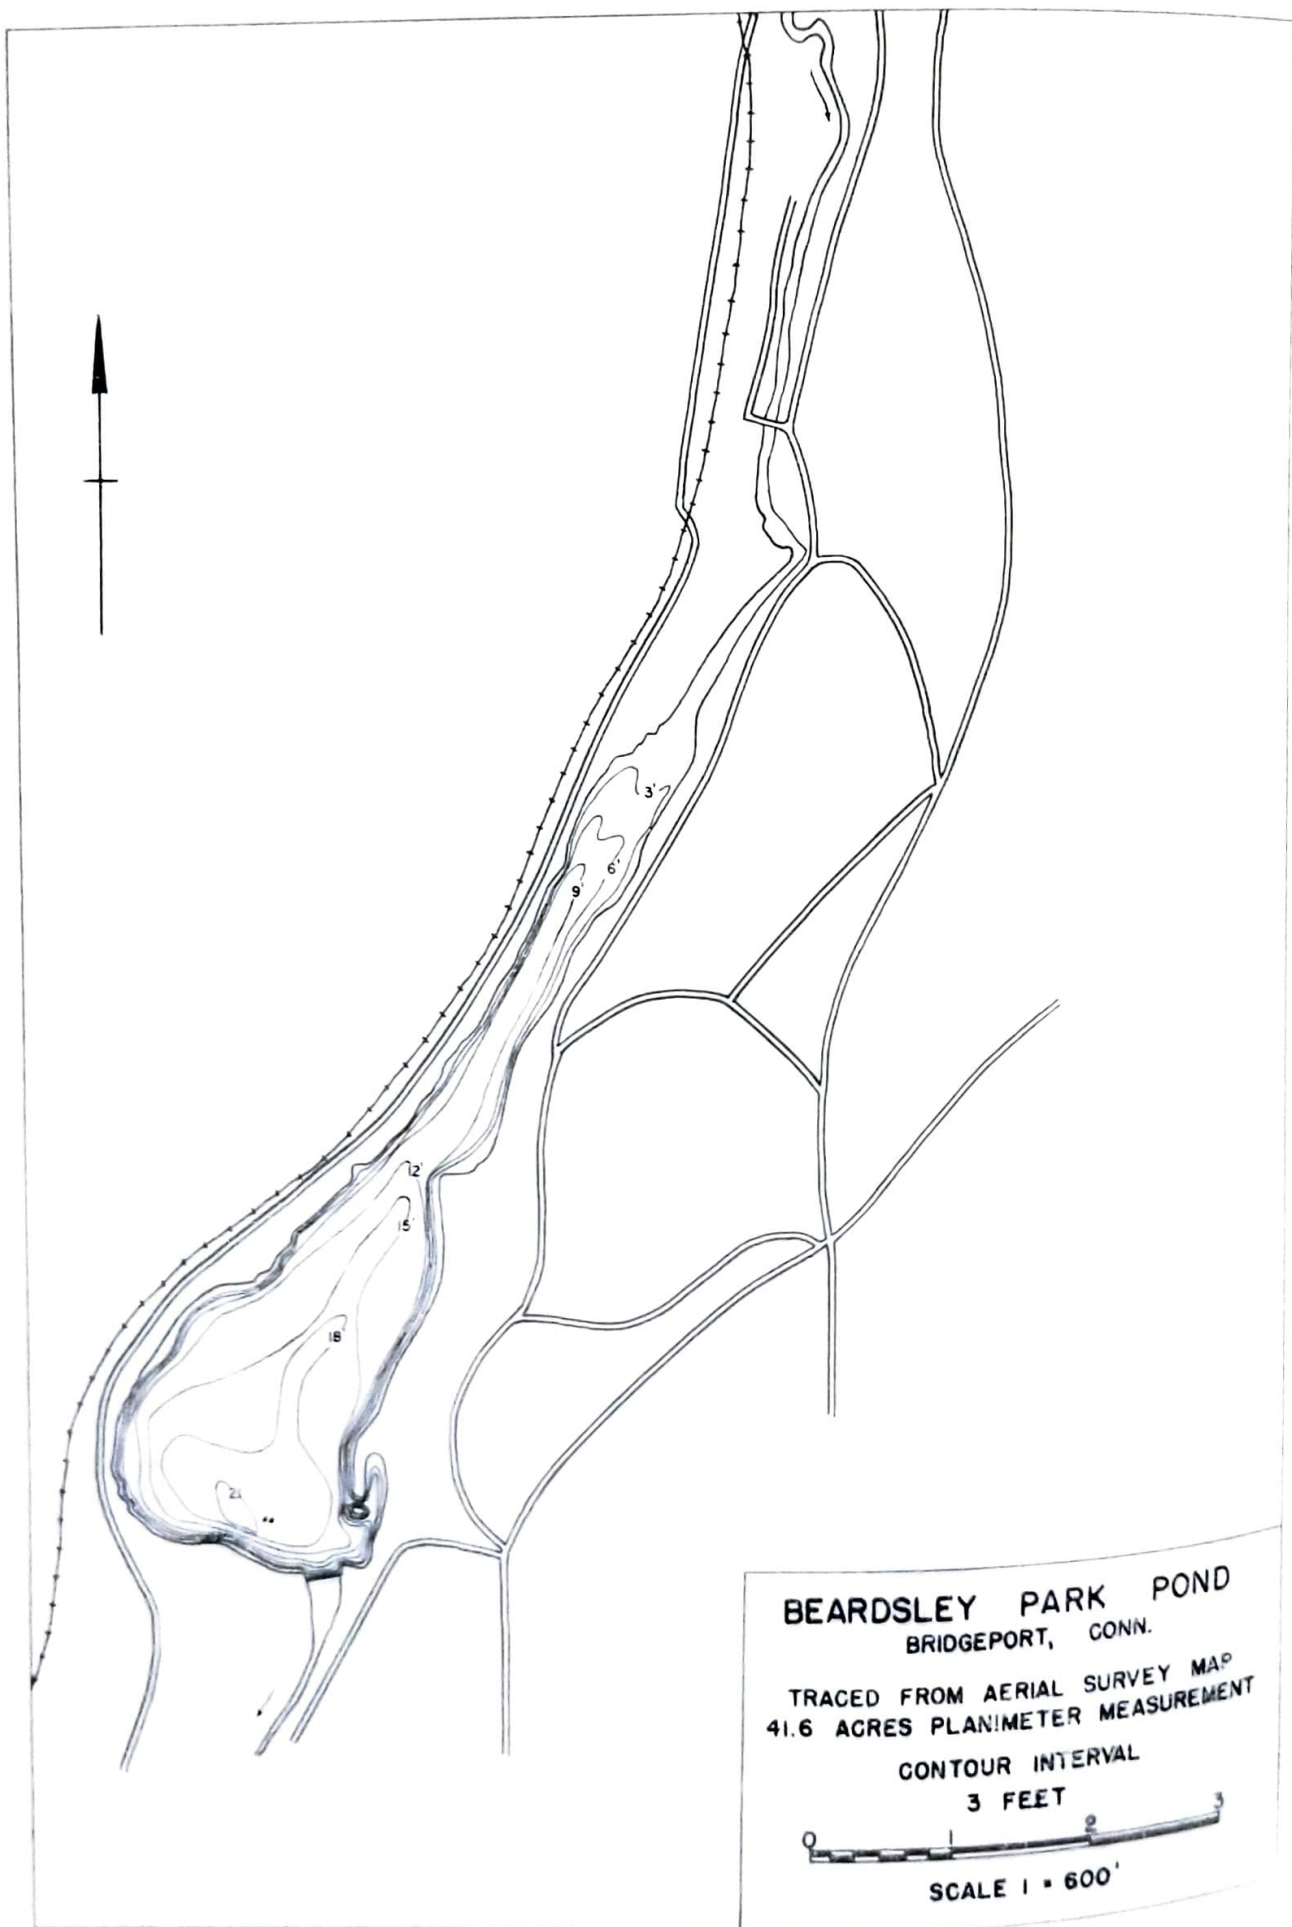 3'
6'
9'
12'
15'
18'
21
BEARDSLEY PARK POND
BRIDGEPORT, CONN.
TRACED FROM AERIAL SURVEY MAP
41.6 ACRES PLANIMETER MEASUREMENT
CONTOUR INTERVAL
3 FEET
0 1 2 3
SCALE 1 = 600'